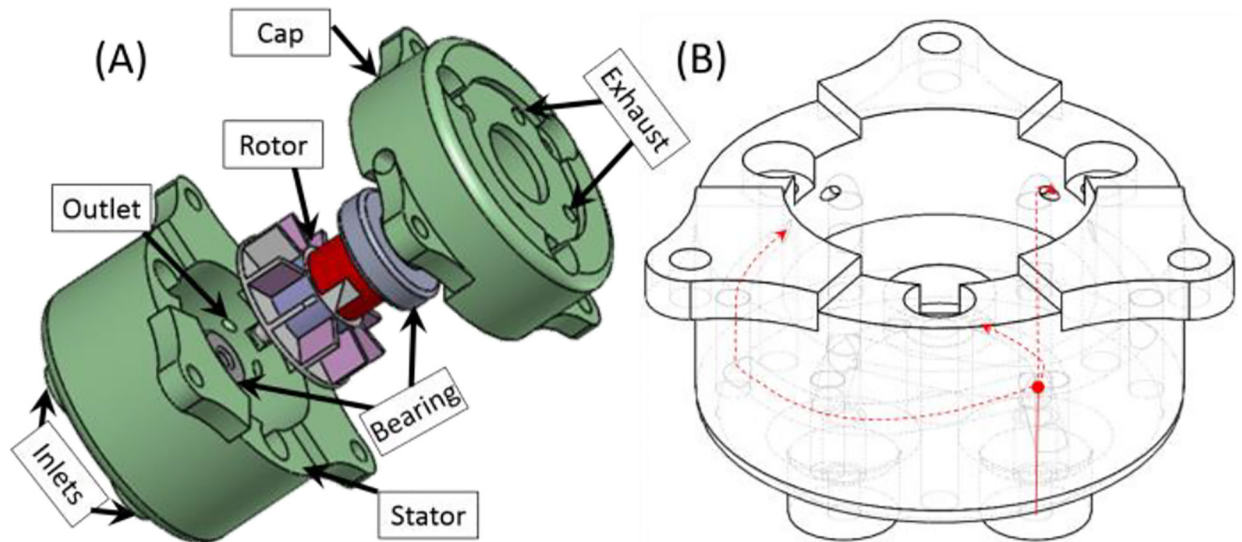 (A)
Cap
Exhaust
(B)
Rotor
Outlet
Bearing
Inlets
Stator